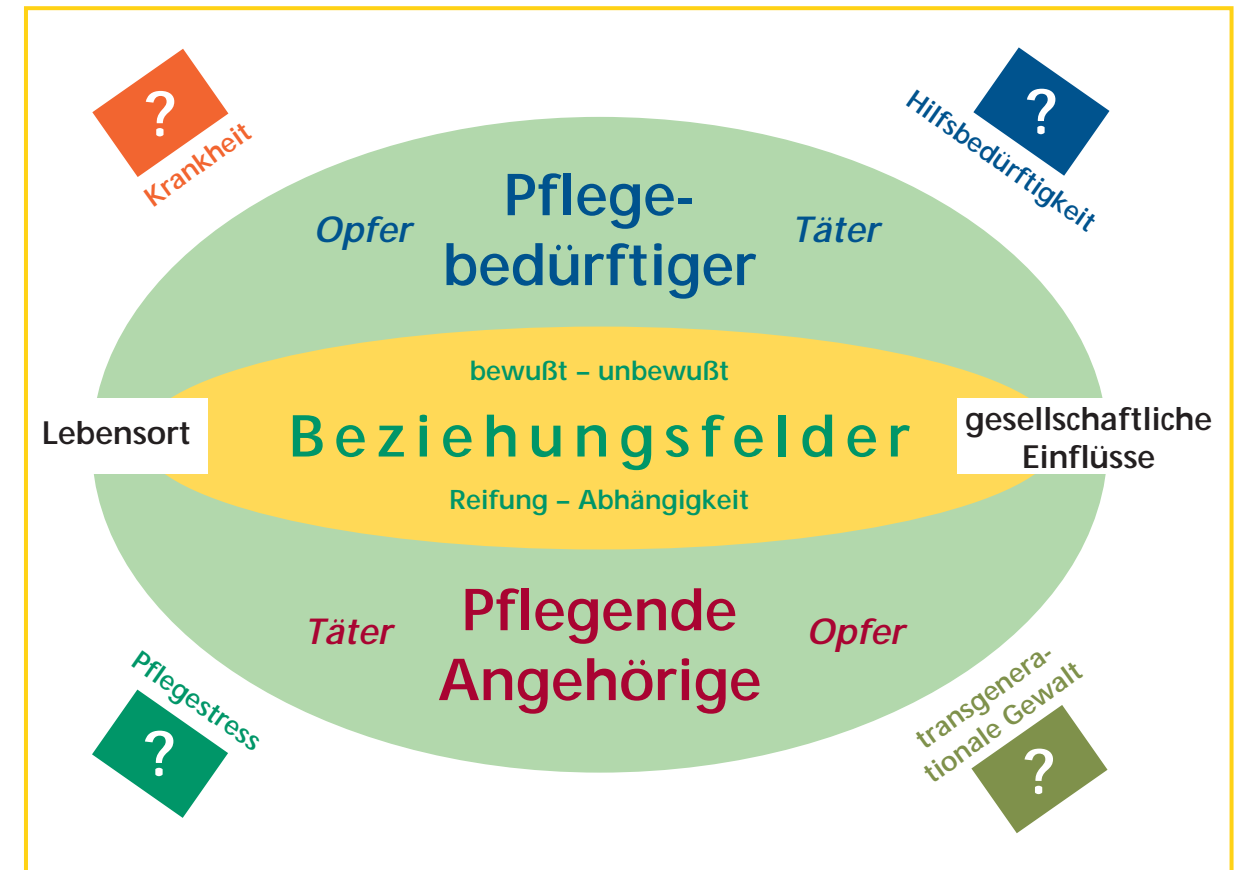 ?
Krankheit
?
Hilfsbedürftigkeit
Opfer
Pflege-
bedürftiger
Täter
bewußt – unbewußt
Lebensort
Beziehungsfelder
gesellschaftliche
Einflüsse
Reifung – Abhängigkeit
Täter
Pflegende
Angehörige
Opfer
Pflegestress
?
transgenera-
tionale Gewalt
?